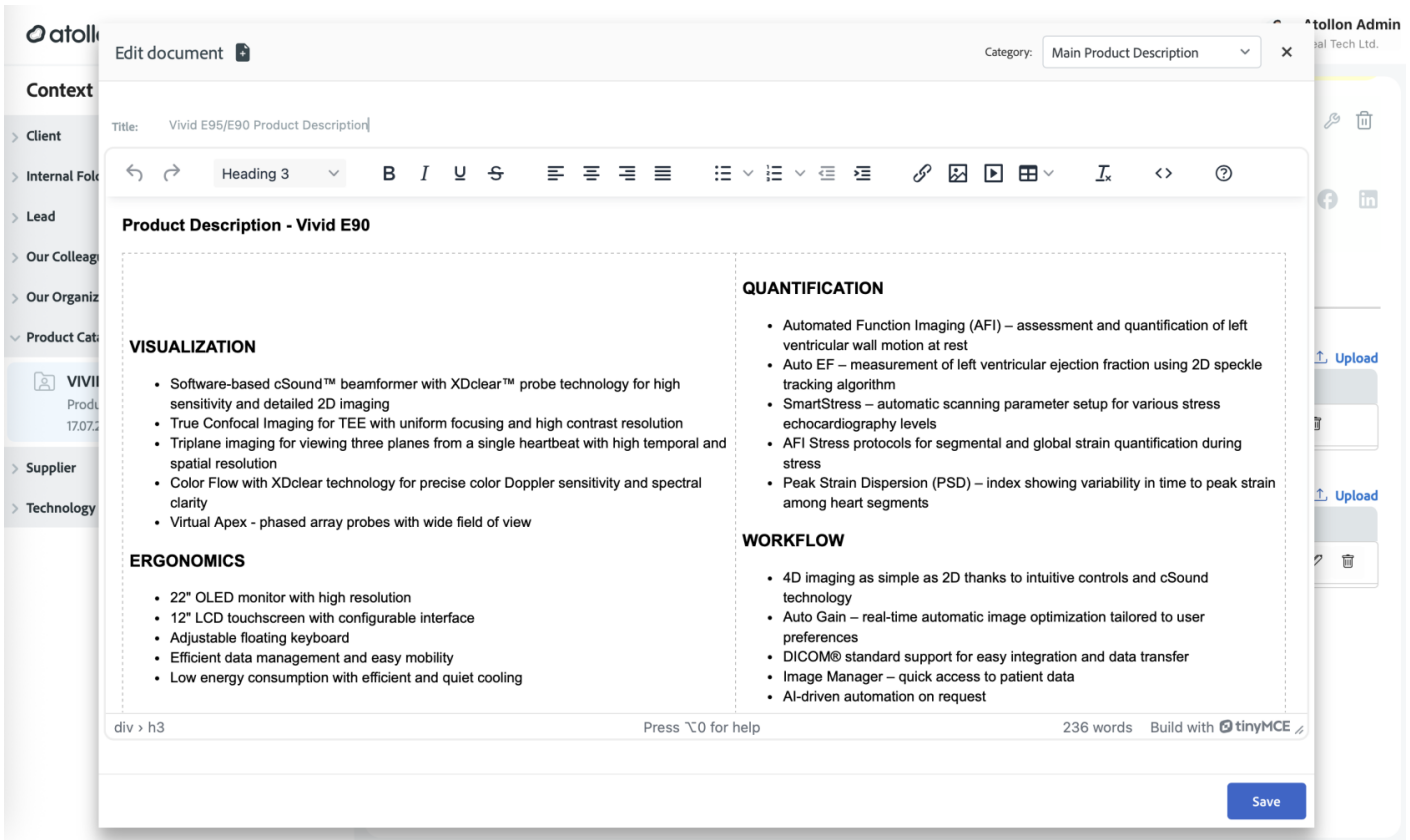 atoll
Atollon Admin
eal Tech Ltd.
Edit document
Category:
Main Product Description
Context
Client
Internal Fol
Lead
Our Colleag
Our Organiz
Product Cat
VIVI
Produ
17.07.2
Supplier
Technology
Title:
Vivid E95/E90 Product Description
Heading 3
B I U S
Product Description - Vivid E90
VISUALIZATION
• Software-based cSound™ beamformer with XDclear™ probe technology for high
sensitivity and detailed 2D imaging
• True Confocal Imaging for TEE with uniform focusing and high contrast resolution
• Triplane imaging for viewing three planes from a single heartbeat with high temporal and
spatial resolution
• Color Flow with XDclear technology for precise color Doppler sensitivity and spectral
clarity
• Virtual Apex - phased array probes with wide field of view
ERGONOMICS
• 22" OLED monitor with high resolution
• 12" LCD touchscreen with configurable interface
• Adjustable floating keyboard
• Efficient data management and easy mobility
• Low energy consumption with efficient and quiet cooling
QUANTIFICATION
• Automated Function Imaging (AFI) – assessment and quantification of left
ventricular wall motion at rest
• Auto EF – measurement of left ventricular ejection fraction using 2D speckle
tracking algorithm
• SmartStress – automatic scanning parameter setup for various stress
echocardiography levels
• AFI Stress protocols for segmental and global strain quantification during
stress
• Peak Strain Dispersion (PSD) – index showing variability in time to peak strain
among heart segments
WORKFLOW
• 4D imaging as simple as 2D thanks to intuitive controls and cSound
technology
• Auto Gain – real-time automatic image optimization tailored to user
preferences
• DICOM® standard support for easy integration and data transfer
• Image Manager – quick access to patient data
• AI-driven automation on request
Upload
Upload
div › h3
Press ⌥0 for help
236 words
Build with tinyMCE
Save